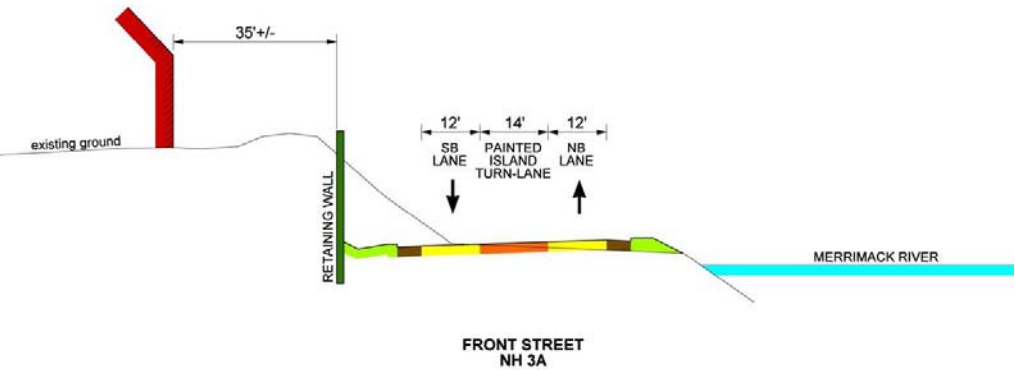 35'+/-
existing ground
12' 14' 12'
SB
LANE
PAINTED
ISLAND
TURN-LANE
NB
LANE
RETAINING WALL
MERRIMACK RIVER
FRONT STREET
NH 3A